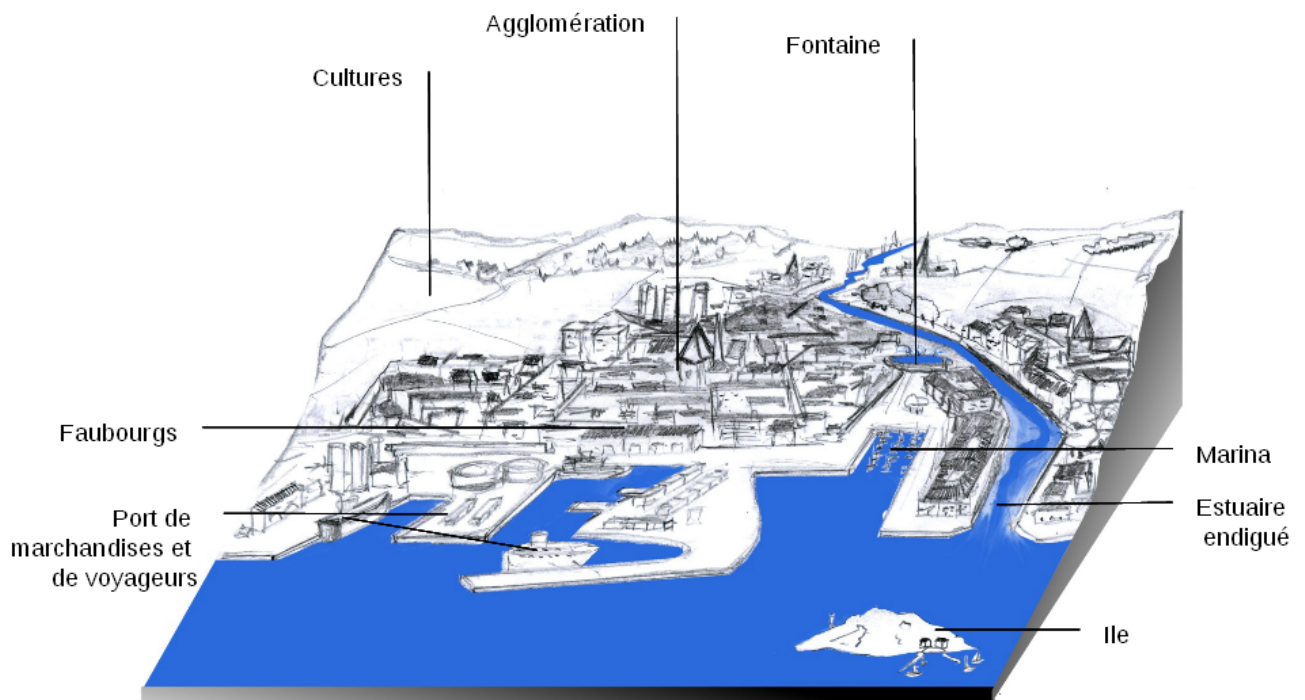 Agglomération
Fontaine
Cultures
Faubourgs
Marina
Port de
marchandises et
de voyageurs
Estuaire
endigué
Ile